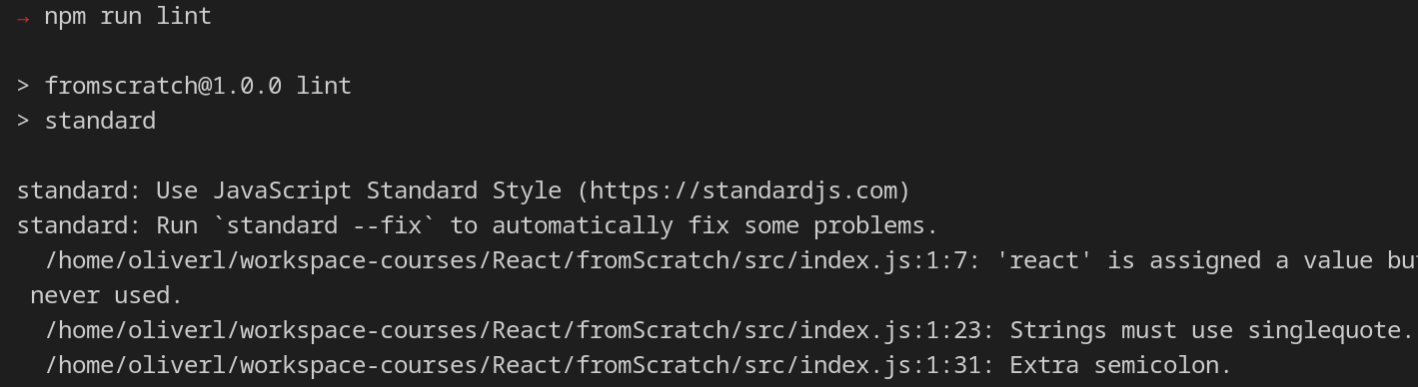 → npm run lint
> fromscratch@1.0.0 lint
> standard
standard: Use JavaScript Standard Style (https://standardjs.com)
standard: Run `standard --fix` to automatically fix some problems.
/home/oliverl/workspace-courses/React/fromScratch/src/index.js:1:7: 'react' is assigned a value but
never used.
/home/oliverl/workspace-courses/React/fromScratch/src/index.js:1:23: Strings must use singlequote.
/home/oliverl/workspace-courses/React/fromScratch/src/index.js:1:31: Extra semicolon.